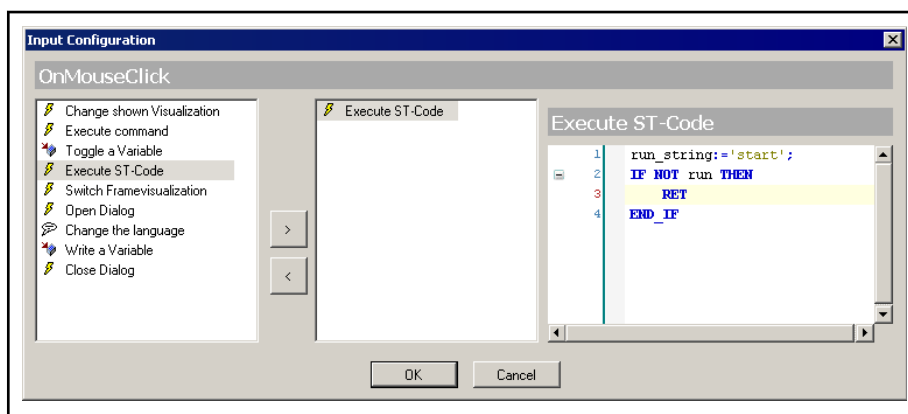 Input Configuration
OnMouseClick
Change shown Visualization
Execute command
Toggle a Variable
Execute ST-Code
Switch Framevisualization
Open Dialog
Change the language
Write a Variable
Close Dialog
>
<
Execute ST-Code
Execute ST-Code
1 run_string:='start';
2 IF NOT run THEN
3 RET
4 END_IF
OK
Cancel